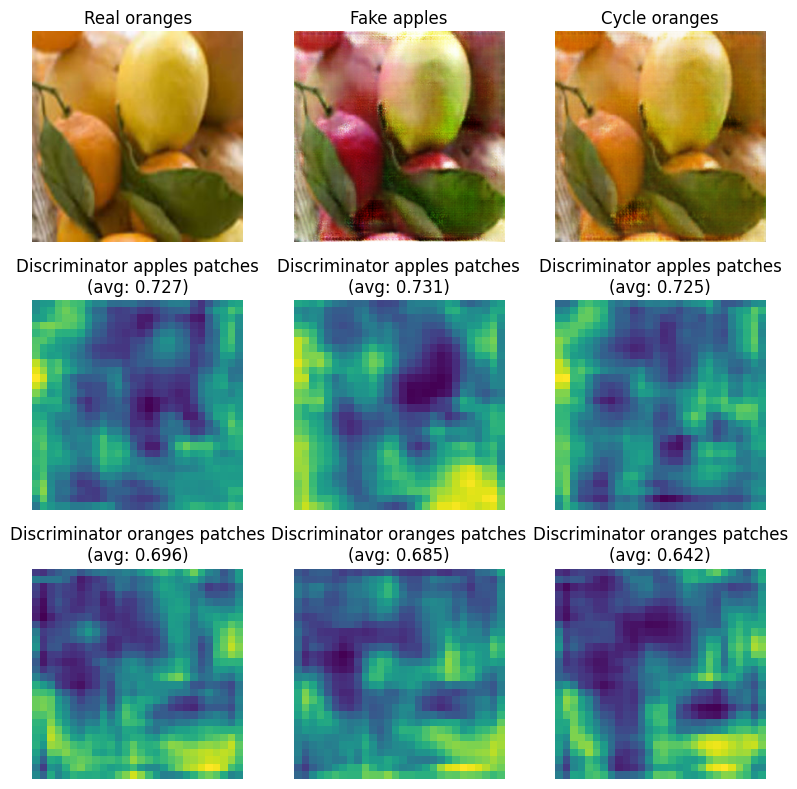 Real oranges
Fake apples
Cycle oranges
Discriminator apples patches
(avg: 0.727)
Discriminator apples patches
(avg: 0.731)
Discriminator apples patches
(avg: 0.725)
Discriminator oranges patches
(avg: 0.696)
Discriminator oranges patches
(avg: 0.685)
Discriminator oranges patches
(avg: 0.642)